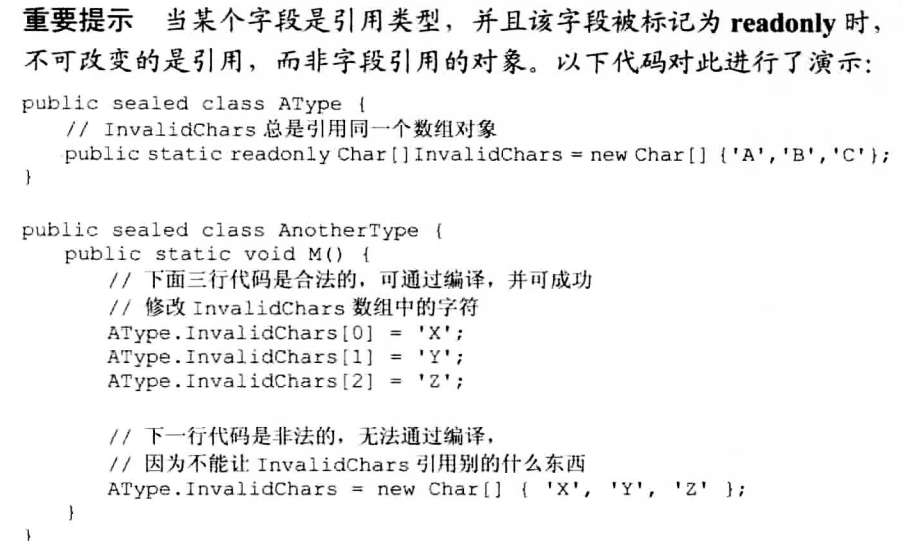 重要提示 当某个字段是引用类型，并且该字段被标记为 readonly 时，
不可改变的是引用，而非字段引用的对象。以下代码对此进行了演示：
public sealed class AType {
// InvalidChars 总是引用同一个数组对象
public static readonly Char[]InvalidChars = new Char[] {'A','B','C'};
}
public sealed class AnotherType {
public static void M() {
// 下面三行代码是合法的，可通过编译，并可成功
// 修改 InvalidChars 数组中的字符
AType.InvalidChars[0] = 'X';
AType.InvalidChars[1] = 'Y';
AType.InvalidChars[2] = 'Z';
// 下一行代码是非法的，无法通过编译，
// 因为不能让 InvalidChars 引用别的什么东西
AType.InvalidChars = new Char[] { 'X', 'Y', 'Z' };
}
}